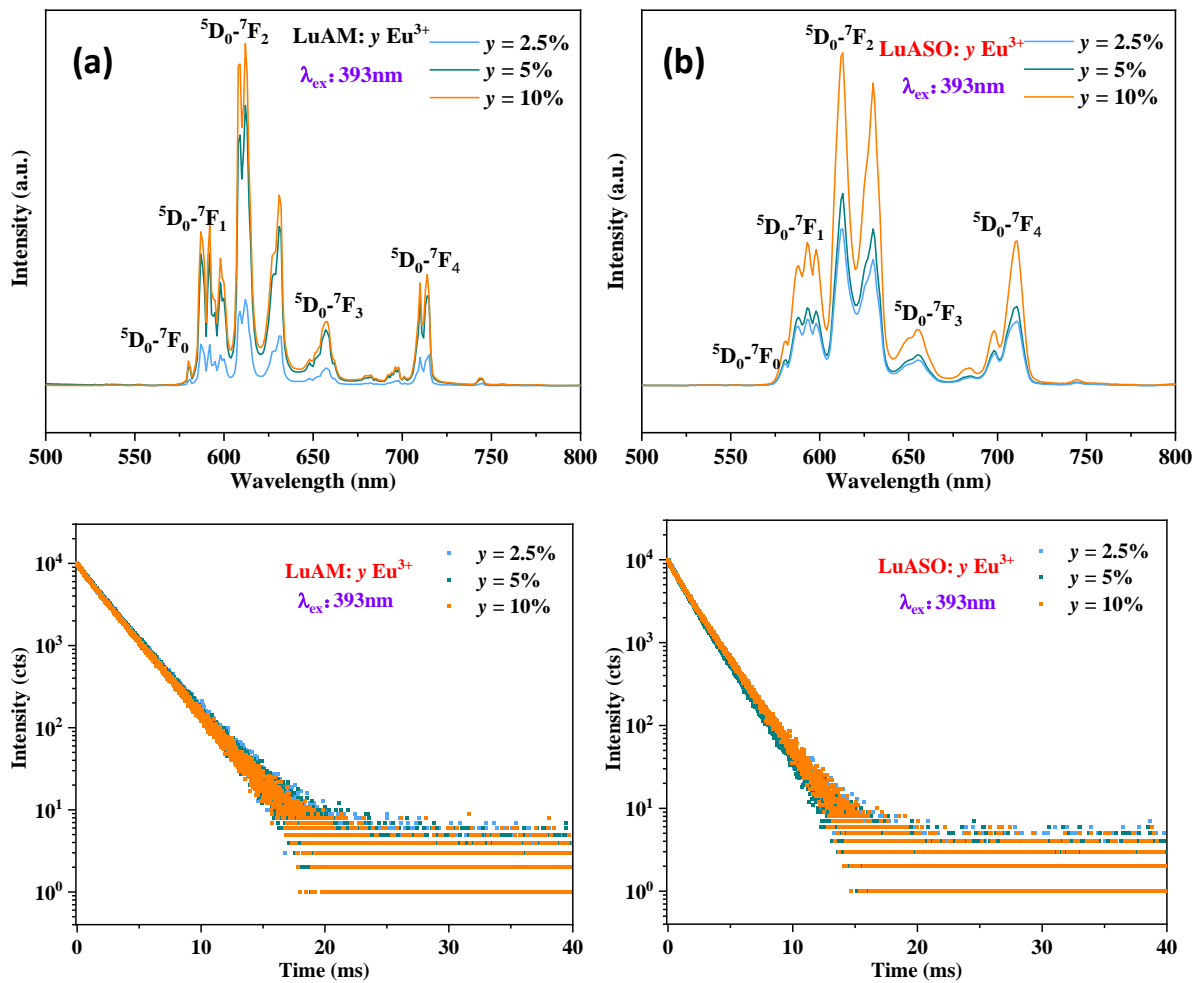 (a)
⁵D₀-⁷F₂
LuAM: y Eu³⁺
λₑₓ: 393nm
y = 2.5%
y = 5%
y = 10%
⁵D₀-⁷F₁
⁵D₀-⁷F₀
⁵D₀-⁷F₃
⁵D₀-⁷F₄
Intensity (a.u.)
500 550 600 650 700 750 800
Wavelength (nm)
(b)
⁵D₀-⁷F₂
LuASO: y Eu³⁺
λₑₓ: 393nm
y = 2.5%
y = 5%
y = 10%
⁵D₀-⁷F₁
⁵D₀-⁷F₀
⁵D₀-⁷F₃
⁵D₀-⁷F₄
Intensity (a.u.)
500 550 600 650 700 750 800
Wavelength (nm)
LuAM: y Eu³⁺
λₑₓ: 393nm
y = 2.5%
y = 5%
y = 10%
Intensity (cts)
10⁴
10³
10²
10¹
10⁰
0 10 20 30 40
Time (ms)
LuASO: y Eu³⁺
λₑₓ: 393nm
y = 2.5%
y = 5%
y = 10%
Intensity (cts)
10⁴
10³
10²
10¹
10⁰
0 10 20 30 40
Time (ms)